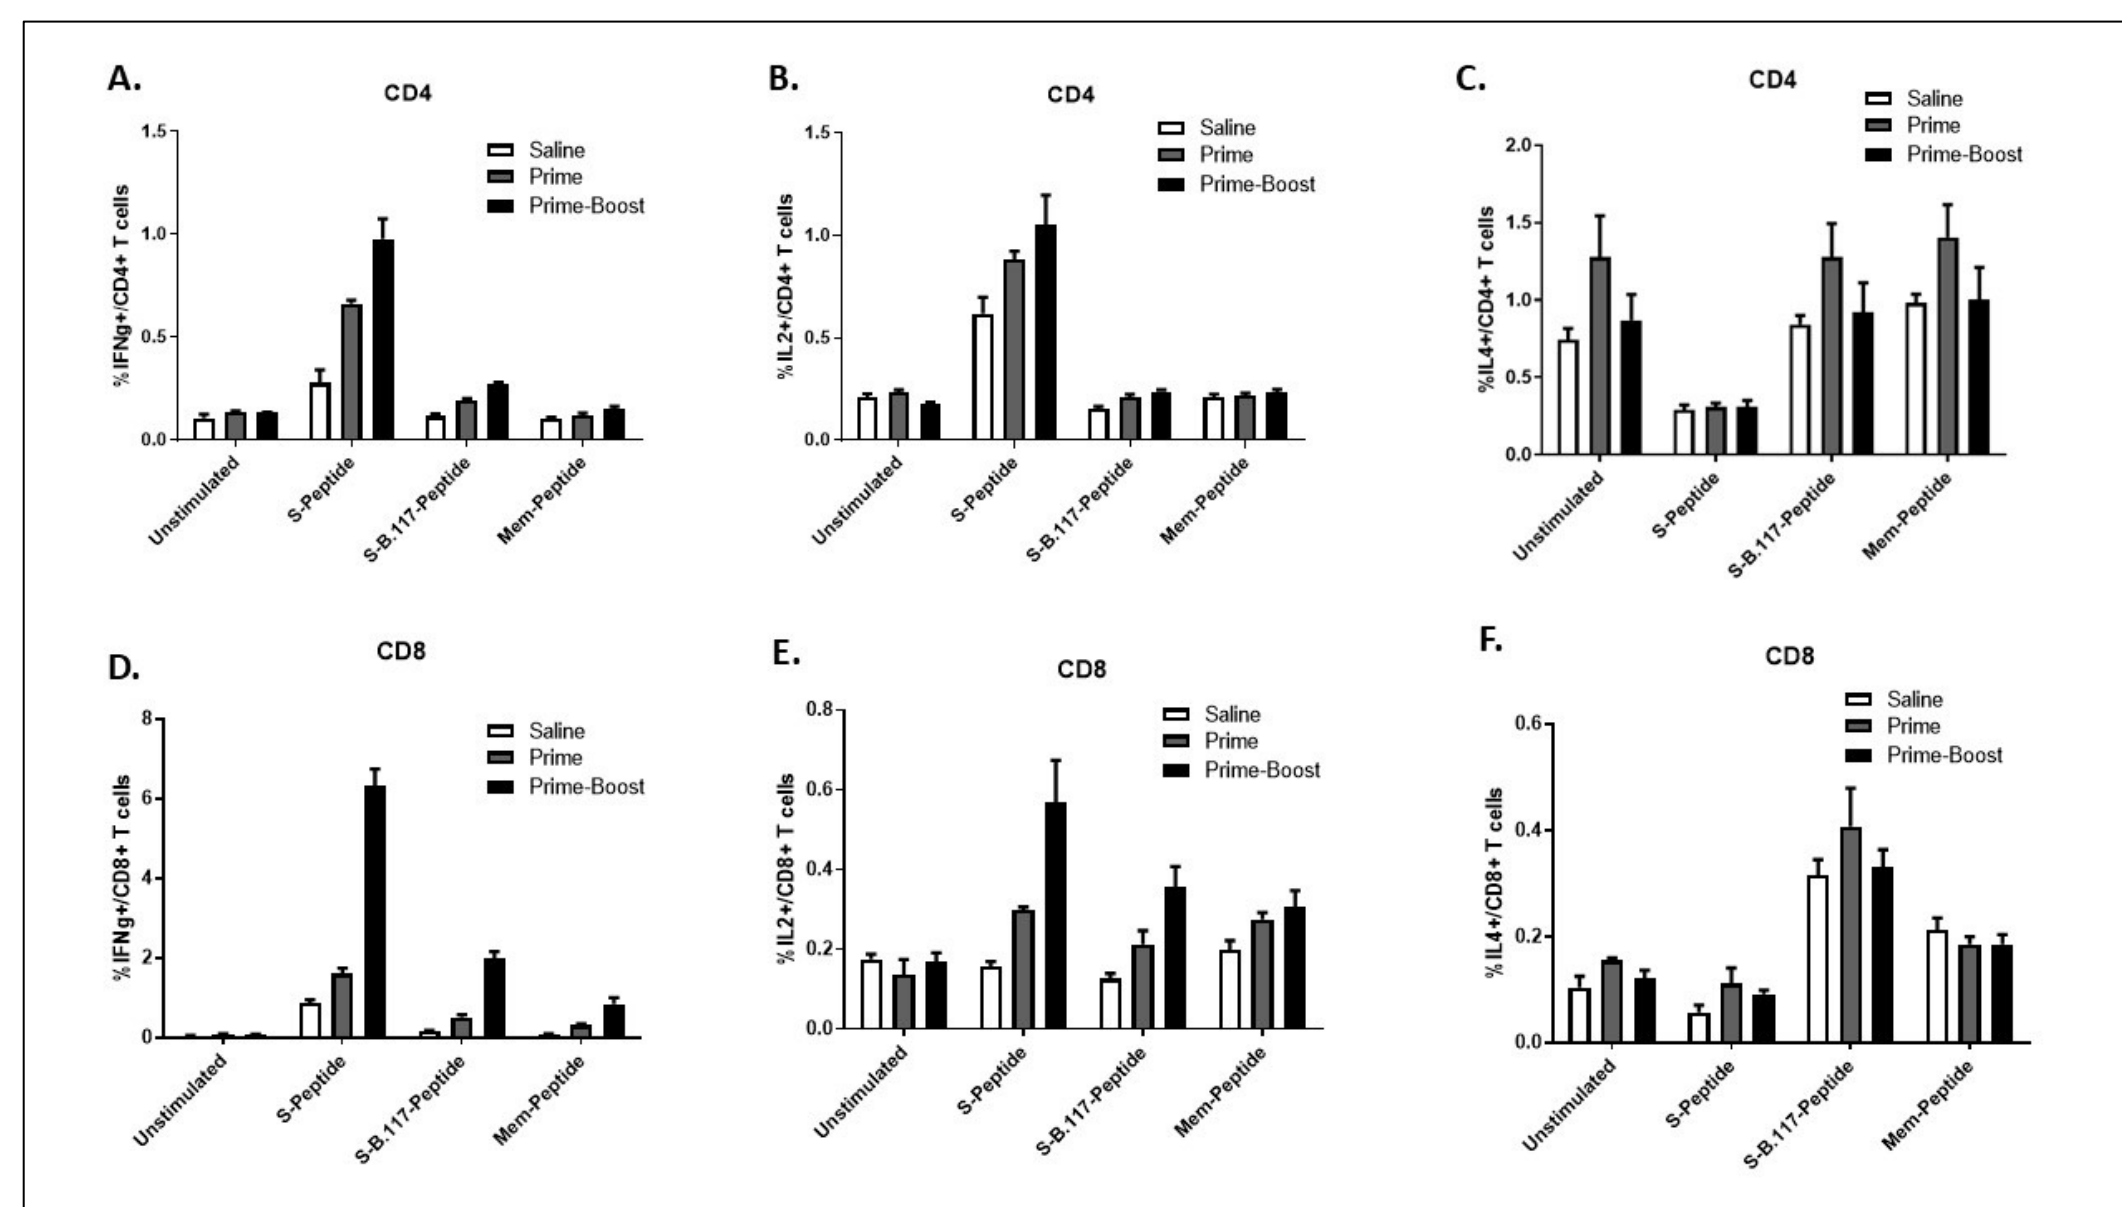 A.
CD4
Saline
Prime
Prime-Boost
%IFNg+/CD4+ T cells
1.5
1.0
0.5
0.0
Unstimulated
S-Peptide
S-B.117-Peptide
Mem-Peptide
B.
CD4
Saline
Prime
Prime-Boost
%IL2+/CD4+ T cells
1.5
1.0
0.5
0.0
Unstimulated
S-Peptide
S-B.117-Peptide
Mem-Peptide
C.
CD4
Saline
Prime
Prime-Boost
%IL4+/CD4+ T cells
2.0
1.5
1.0
0.5
0.0
Unstimulated
S-Peptide
S-B.117-Peptide
Mem-Peptide
D.
CD8
Saline
Prime
Prime-Boost
%IFNg+/CD8+ T cells
8
6
4
2
0
Unstimulated
S-Peptide
S-B.117-Peptide
Mem-Peptide
E.
CD8
Saline
Prime
Prime-Boost
%IL2+/CD8+ T cells
0.8
0.6
0.4
0.2
0.0
Unstimulated
S-Peptide
S-B.117-Peptide
Mem-Peptide
F.
CD8
Saline
Prime
Prime-Boost
%IL4+/CD8+ T cells
0.6
0.4
0.2
0.0
Unstimulated
S-Peptide
S-B.117-Peptide
Mem-Peptide